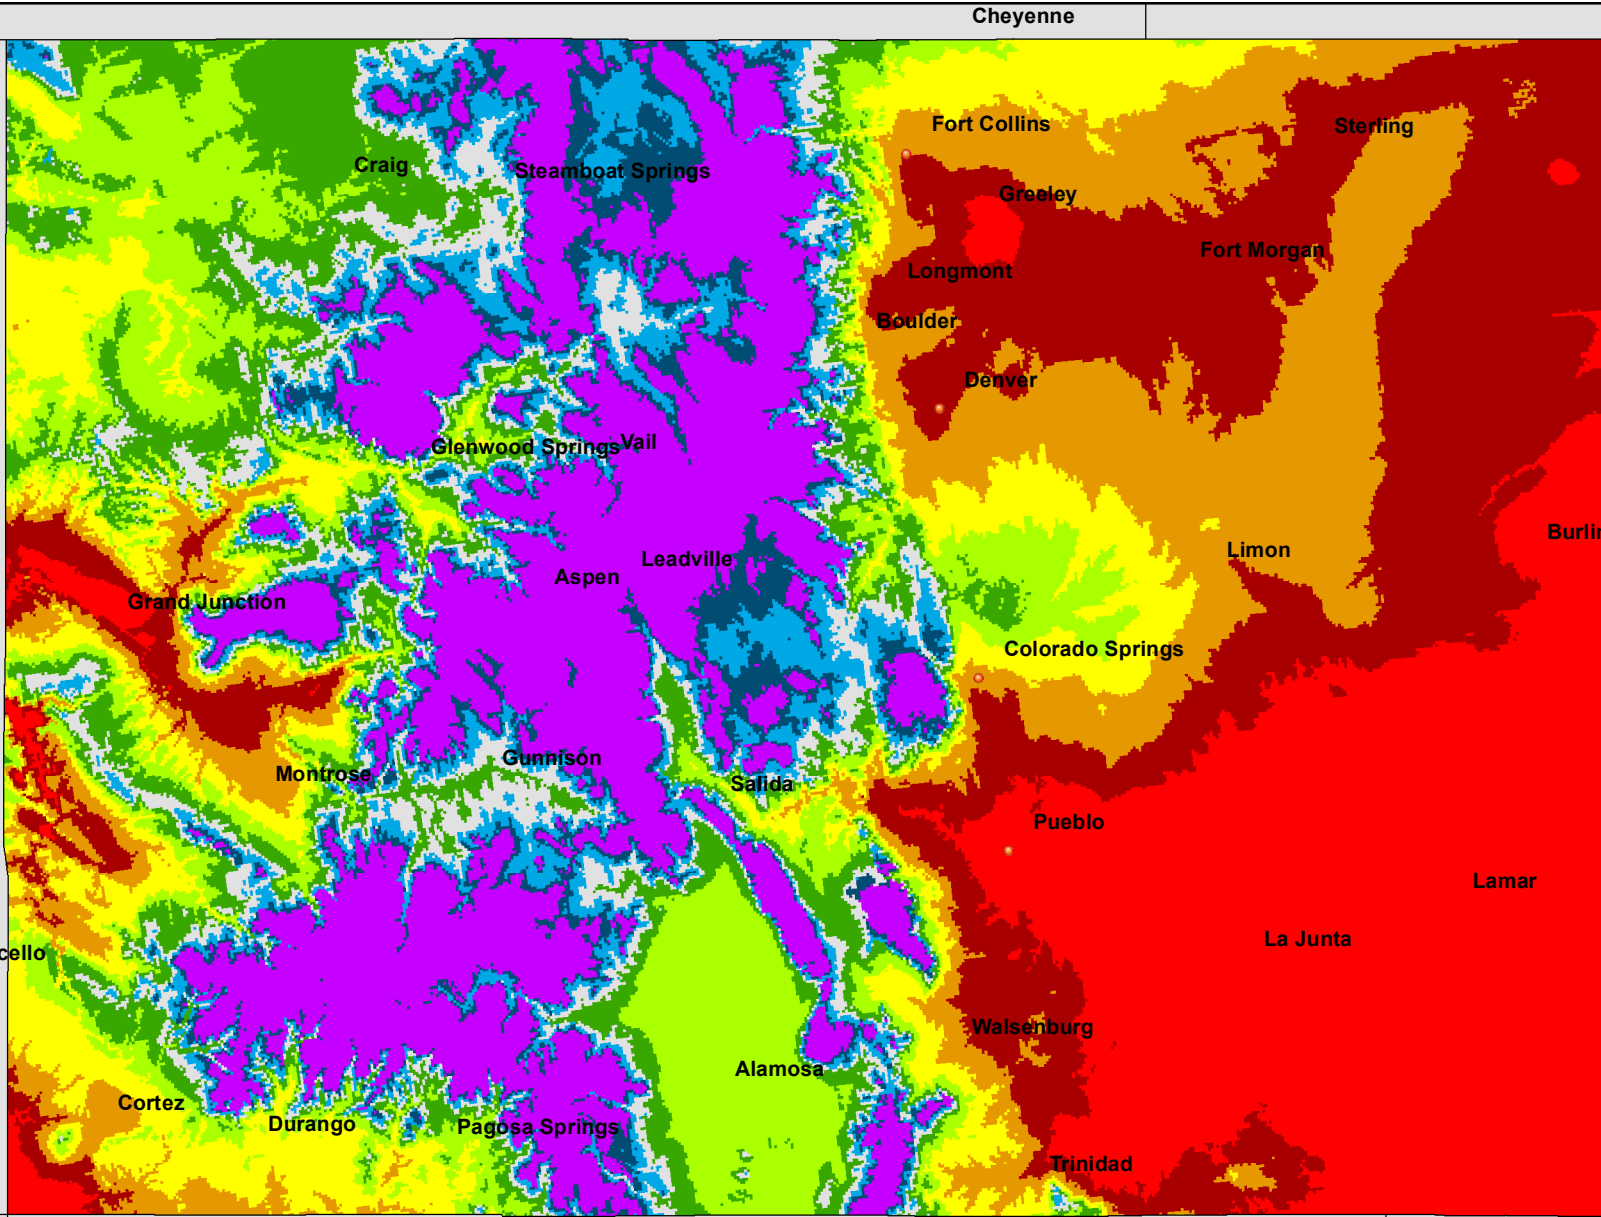 Cheyenne
Fort Collins
Sterling
Craig
Steamboat Springs
Greeley
Fort Morgan
Longmont
Boulder
Denver
Glenwood Springs
Vail
Burlin
Limon
Leadville
Aspen
Grand Junction
Colorado Springs
Gunnison
Montrose
Salida
Pueblo
Lamar
La Junta
cello
Walsenburg
Alamosa
Cortez
Durango
Pagosa Springs
Trinidad